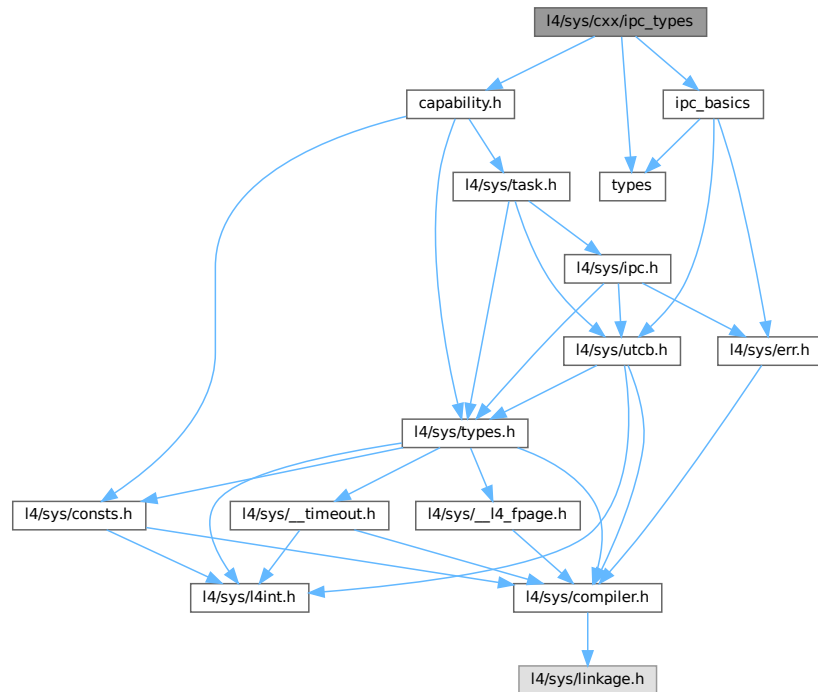 l4/sys/cxx/ipc_types
capability.h
ipc_basics
l4/sys/task.h
types
l4/sys/ipc.h
l4/sys/utcb.h
l4/sys/err.h
l4/sys/types.h
l4/sys/consts.h
l4/sys/__timeout.h
l4/sys/__l4_fpage.h
l4/sys/l4int.h
l4/sys/compiler.h
l4/sys/linkage.h